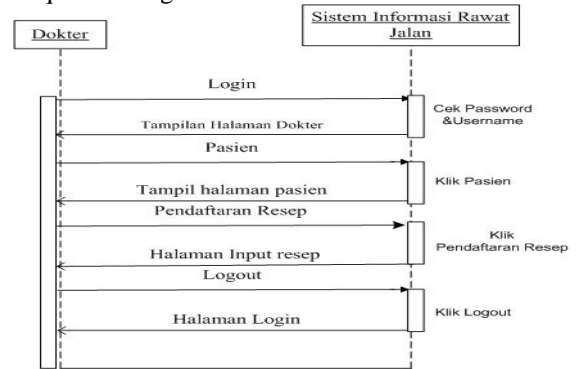 Dokter
Sistem Informasi Rawat
Jalan
Login
Cek Password
&Username
Tampilan Halaman Dokter
Pasien
Klik Pasien
Tampil halaman pasien
Pendaftaran Resep
Klik
Pendaftaran Resep
Halaman Input resep
Logout
Klik Logout
Halaman Login